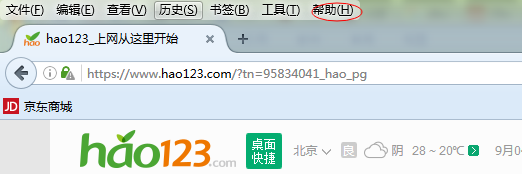 文件(F) 编辑(E) 查看(V) 历史(S) 书签(B) 工具(T) 帮助(H)
hao123_上网从这里开始
https://www.hao123.com/?tn=95834041_hao_pg
JD 京东商城
hao123.com 桌面快捷 北京 良 阴 28 ~ 20℃